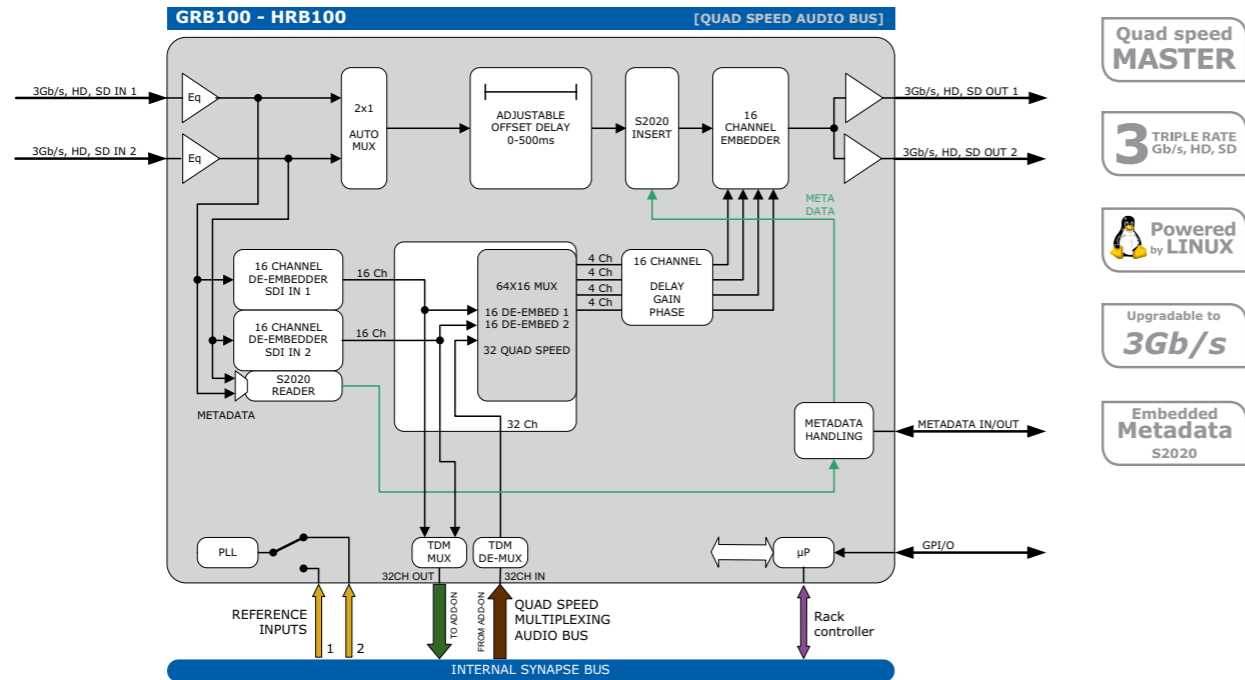 GRB100 - HRB100
[QUAD SPEED AUDIO BUS]
Quad speed
MASTER
3Gb/s, HD, SD IN 1
Eq
2x1
AUTO
MUX
ADJUSTABLE
OFFSET DELAY
0-500ms
S2020
INSERT
16
CHANNEL
EMBEDDER
3Gb/s, HD, SD OUT 1
3Gb/s, HD, SD IN 2
Eq
3Gb/s, HD, SD OUT 2
3 TRIPLE RATE
Gb/s, HD, SD
META
DATA
Powered
by LINUX
16 CHANNEL
DE-EMBEDDER
SDI IN 1
16 Ch
64X16 MUX
16 DE-EMBED 1
16 DE-EMBED 2
32 QUAD SPEED
4 Ch
4 Ch
4 Ch
4 Ch
16 CHANNEL
DELAY
GAIN
PHASE
16 CHANNEL
DE-EMBEDDER
SDI IN 2
16 Ch
Upgradable to
3Gb/s
S2020
READER
METADATA
32 Ch
METADATA
HANDLING
METADATA IN/OUT
Embedded
Metadata
S2020
PLL
TDM
MUX
TDM
DE-MUX
µP
GPI/O
32CH OUT
32CH IN
REFERENCE
INPUTS
1
2
TO ADD-ON
FROM ADD-ON
QUAD SPEED
MULTIPLEXING
AUDIO BUS
Rack
controller
INTERNAL SYNAPSE BUS